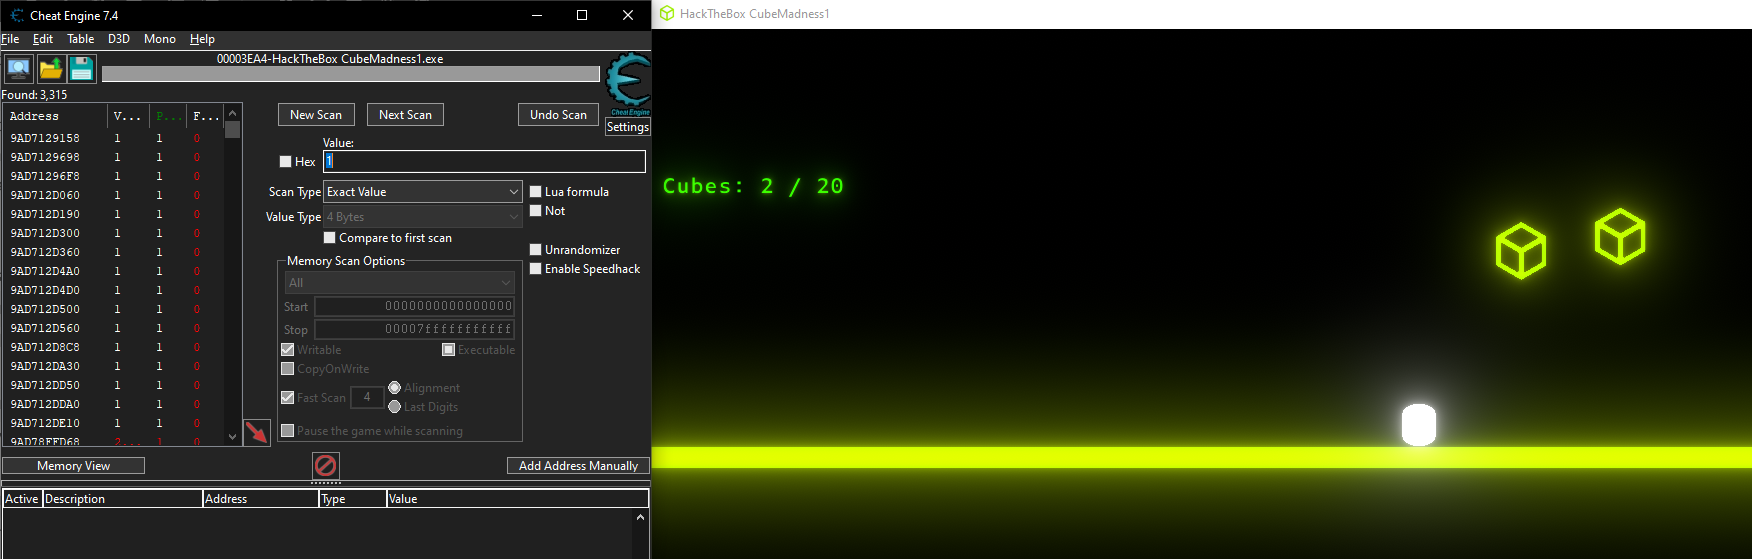 Cheat Engine 7.4
File Edit Table D3D Mono Help
00003EA4-HackTheBox CubeMadness1.exe
Found: 3,315
Address V... P... F...
9AD7129158 1 1 0
9AD7129698 1 1 0
9AD71296F8 1 1 0
9AD712D060 1 1 0
9AD712D190 1 1 0
9AD712D300 1 1 0
9AD712D360 1 1 0
9AD712D4A0 1 1 0
9AD712D4D0 1 1 0
9AD712D500 1 1 0
9AD712D560 1 1 0
9AD712D8C8 1 1 0
9AD712DA30 1 1 0
9AD712DD50 1 1 0
9AD712DDA0 1 1 0
9AD712DE10 1 1 0
9AD78FFD68 2... 1 0
New Scan Next Scan Undo Scan
Cheat Engine
Settings
Value:
Hex 1
Scan Type Exact Value
Lua formula
Value Type 4 Bytes
Not
Compare to first scan
Unrandomizer
Enable Speedhack
Memory Scan Options
All
Start 0000000000000000
Stop 00007fffffffffff
Writable Executable
CopyOnWrite
Fast Scan 4 Alignment
Last Digits
Pause the game while scanning
Memory View
Add Address Manually
Active Description Address Type Value
HackTheBox CubeMadness1
Cubes: 2 / 20